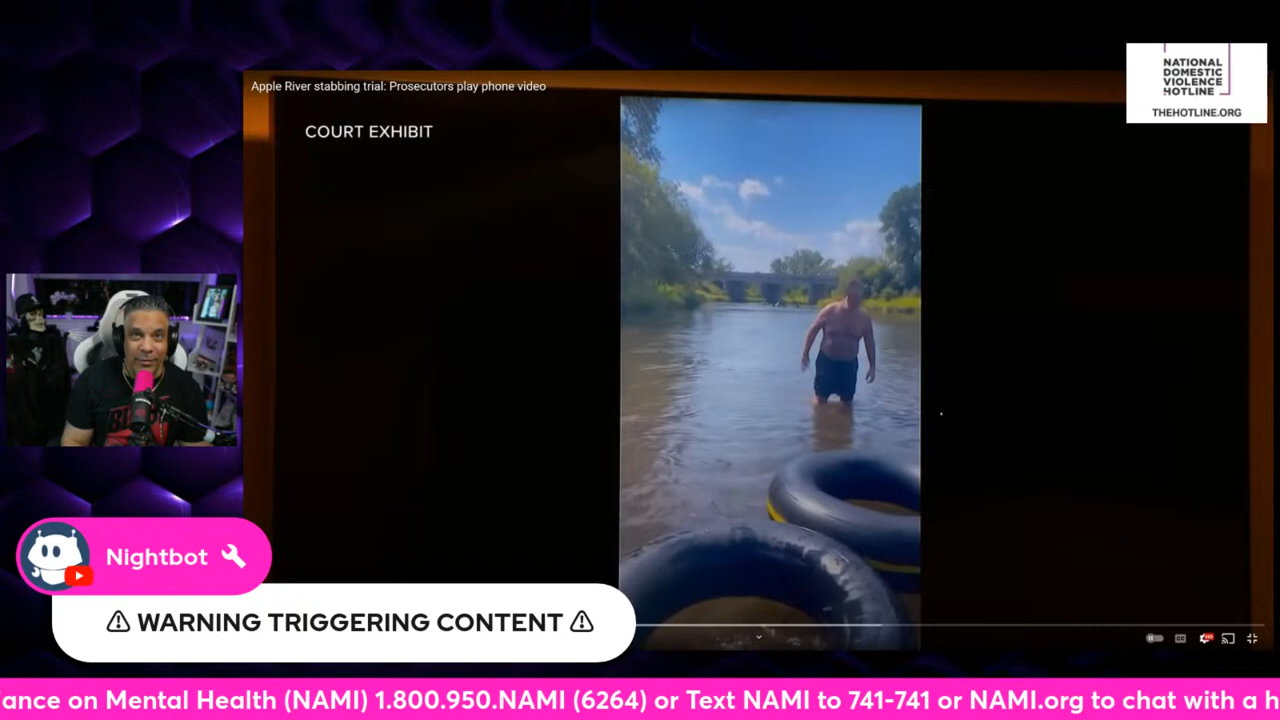 Apple River stabbing trial: Prosecutors play phone video
COURT EXHIBIT
NATIONAL
DOMESTIC
VIOLENCE
HOTLINE
THEHOTLINE.ORG
Nightbot
⚠ WARNING TRIGGERING CONTENT ⚠
iance on Mental Health (NAMI) 1.800.950.NAMI (6264) or Text NAMI to 741-741 or NAMI.org to chat with a h